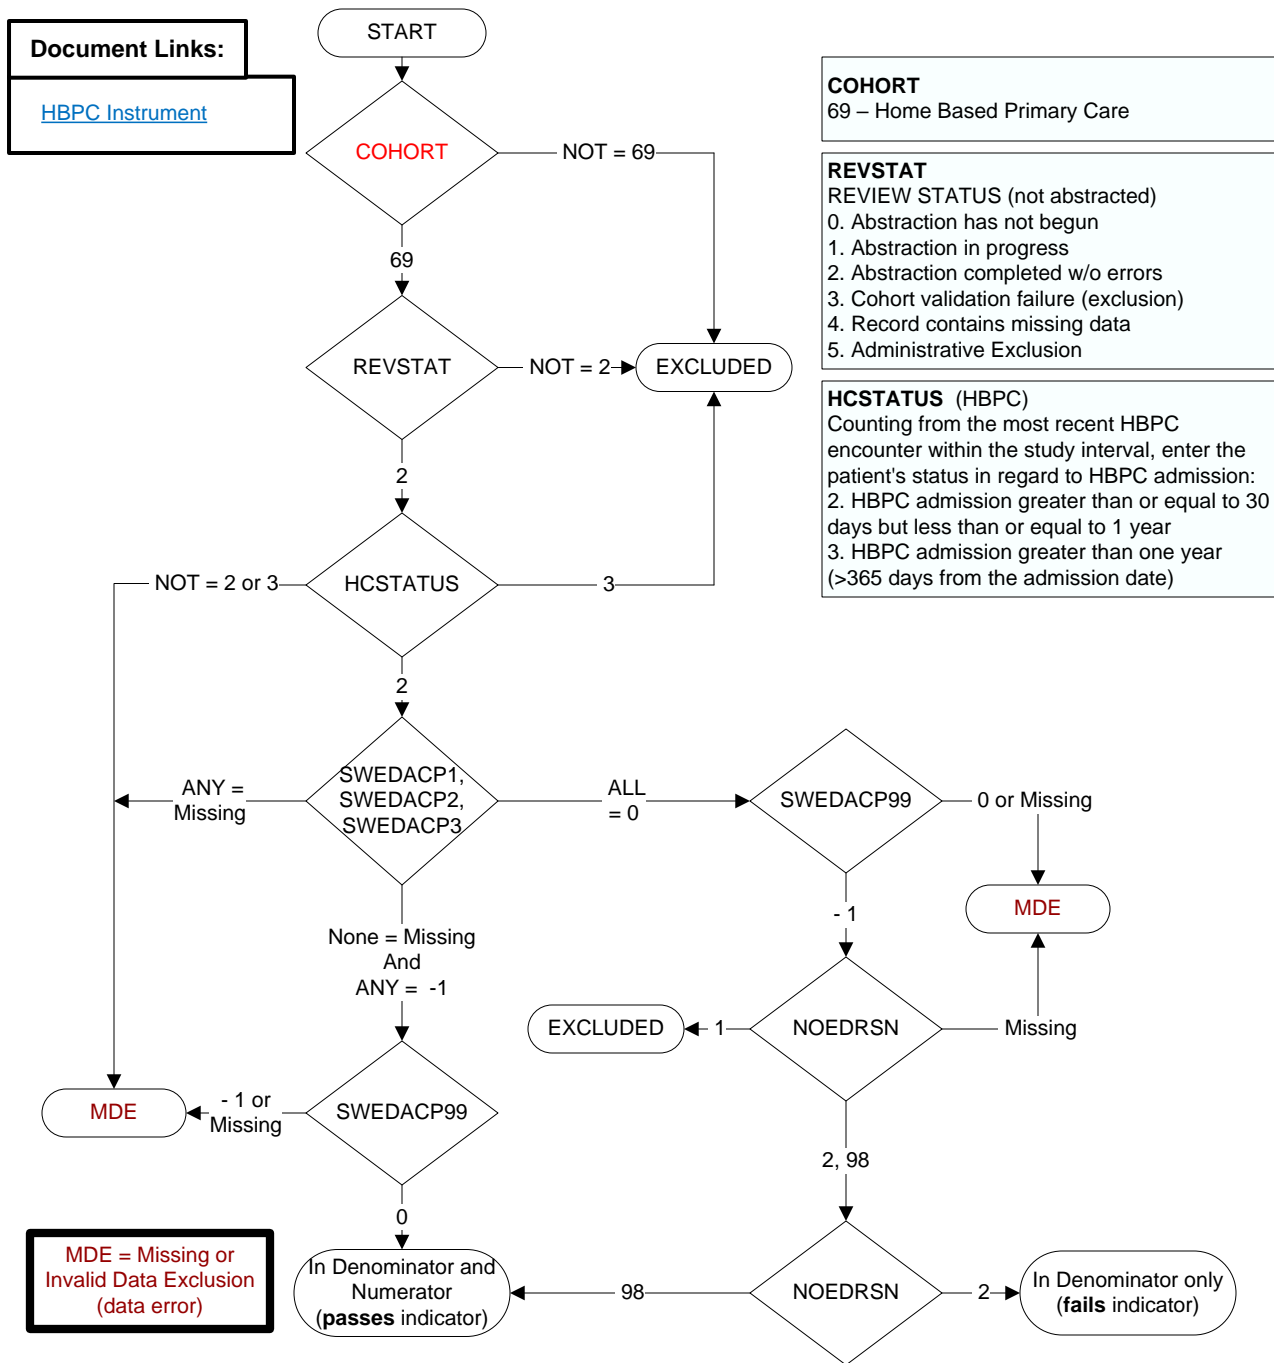 Document Links:
HBPC Instrument
START
COHORT
NOT = 69
69
REVSTAT
NOT = 2
EXCLUDED
2
HCSTATUS
NOT = 2 or 3
3
2
SWEDACP1,
SWEDACP2,
SWEDACP3
ANY =
Missing
ALL
= 0
SWEDACP99
0 or Missing
MDE
- 1
None = Missing
And
ANY = -1
NOEDRSN
1
EXCLUDED
Missing
SWEDACP99
- 1 or
Missing
MDE
2, 98
0
NOEDRSN
98
2
In Denominator and
Numerator
(passes indicator)
In Denominator only
(fails indicator)
MDE = Missing or
Invalid Data Exclusion
(data error)
COHORT
69 – Home Based Primary Care
REVSTAT
REVIEW STATUS (not abstracted)
0. Abstraction has not begun
1. Abstraction in progress
2. Abstraction completed w/o errors
3. Cohort validation failure (exclusion)
4. Record contains missing data
5. Administrative Exclusion
HCSTATUS (HBPC)
Counting from the most recent HBPC
encounter within the study interval, enter the
patient's status in regard to HBPC admission:
2. HBPC admission greater than or equal to 30
days but less than or equal to 1 year
3. HBPC admission greater than one year
(>365 days from the admission date)